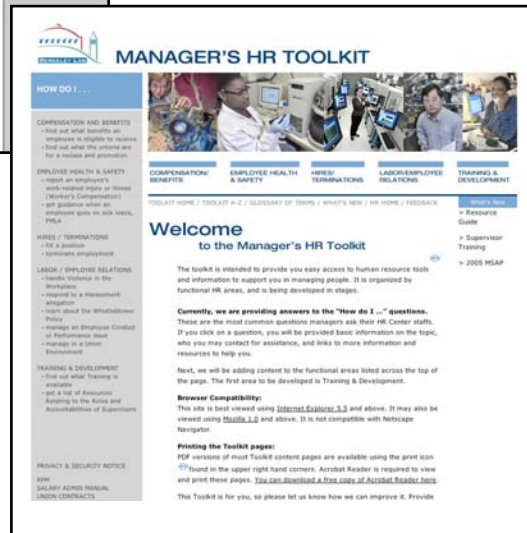 BERKELEY LAB
MANAGER'S HR TOOLKIT
HOW DO I . . .
COMPENSATION AND BENEFITS
- find out what benefits an
employee is eligible to receive
- find out what the criteria are
for a reclass and promotion
EMPLOYEE HEALTH & SAFETY
- report an employee's
work-related injury or illness
(Worker's Compensation)
- get guidance when an
employee goes on sick leave,
FMLA
HIRES / TERMINATIONS
- fill a position
- terminate employment
LABOR / EMPLOYEE RELATIONS
- handle Violence in the
Workplace
- respond to a Harassment
allegation
- learn about the Whistleblower
Policy
- manage an Employee Conduct
or Performance issue
- manage in a Union
Environment
TRAINING & DEVELOPMENT
- find out what Training is
available
- get a list of Resources
Relating to the Roles and
Accountabilities of Supervisors
PRIVACY & SECURITY NOTICE
RPM
SALARY ADMIN MANUAL
UNION CONTRACTS
COMPENSATION/
BENEFITS
EMPLOYEE HEALTH
& SAFETY
HIRES/
TERMINATIONS
LABOR/EMPLOYEE
RELATIONS
TRAINING &
DEVELOPMENT
TOOLKIT HOME / TOOLKIT A-Z / GLOSSARY OF TERMS / WHAT'S NEW / HR HOME / FEEDBACK
Welcome
to the Manager's HR Toolkit
The toolkit is intended to provide you easy access to human resource tools
and information to support you in managing people. It is organized by
functional HR areas, and is being developed in stages.
Currently, we are providing answers to the "How do I ..." questions.
These are the most common questions managers ask their HR Center staffs.
If you click on a question, you will be provided basic information on the topic,
who you may contact for assistance, and links to more information and
resources to help you.
Next, we will be adding content to the functional areas listed across the top of
the page. The first area to be developed is Training & Development.
Browser Compatibility:
This site is best viewed using Internet Explorer 5.5 and above. It may also be
viewed using Mozilla 1.0 and above. It is not compatible with Netscape
Navigator.
Printing the Toolkit pages:
PDF versions of most Toolkit content pages are available using the print icon
found in the upper right hand corners. Acrobat Reader is required to view
and print these pages. You can download a free copy of Acrobat Reader here.
This Toolkit is for you, so please let us know how we can improve it. Provide
What's New
> Resource
Guide
> Supervisor
Training
> 2005 MSAP